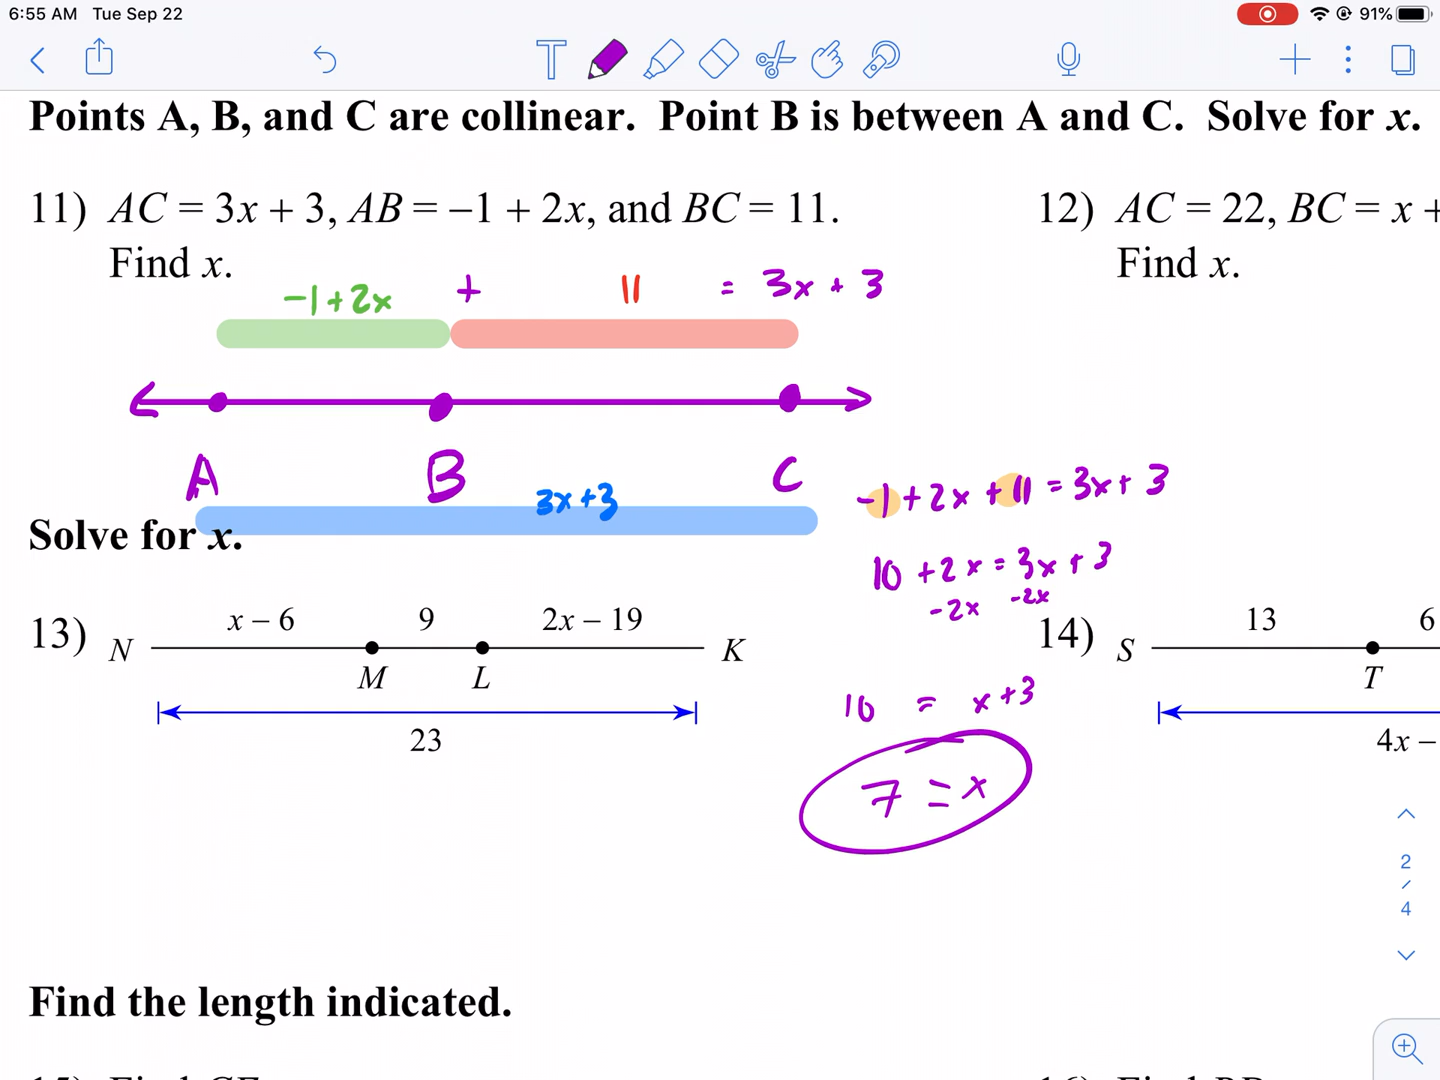 6:55 AM Tue Sep 22
91%
T
Points A, B, and C are collinear. Point B is between A and C. Solve for x.
11) AC = 3x + 3, AB = −1 + 2x, and BC = 11.
Find x.
12) AC = 22, BC = x +
Find x.
-1+2x + 11 = 3x + 3
A B C
3x+3
-1+2x+11=3x+3
10+2x=3x+3
-2x -2x
10 = x+3
7=x
Solve for x.
13) N x − 6 9 2x − 19 K
M L
23
14) S 13 6
T
4x −
2
/
4
Find the length indicated.